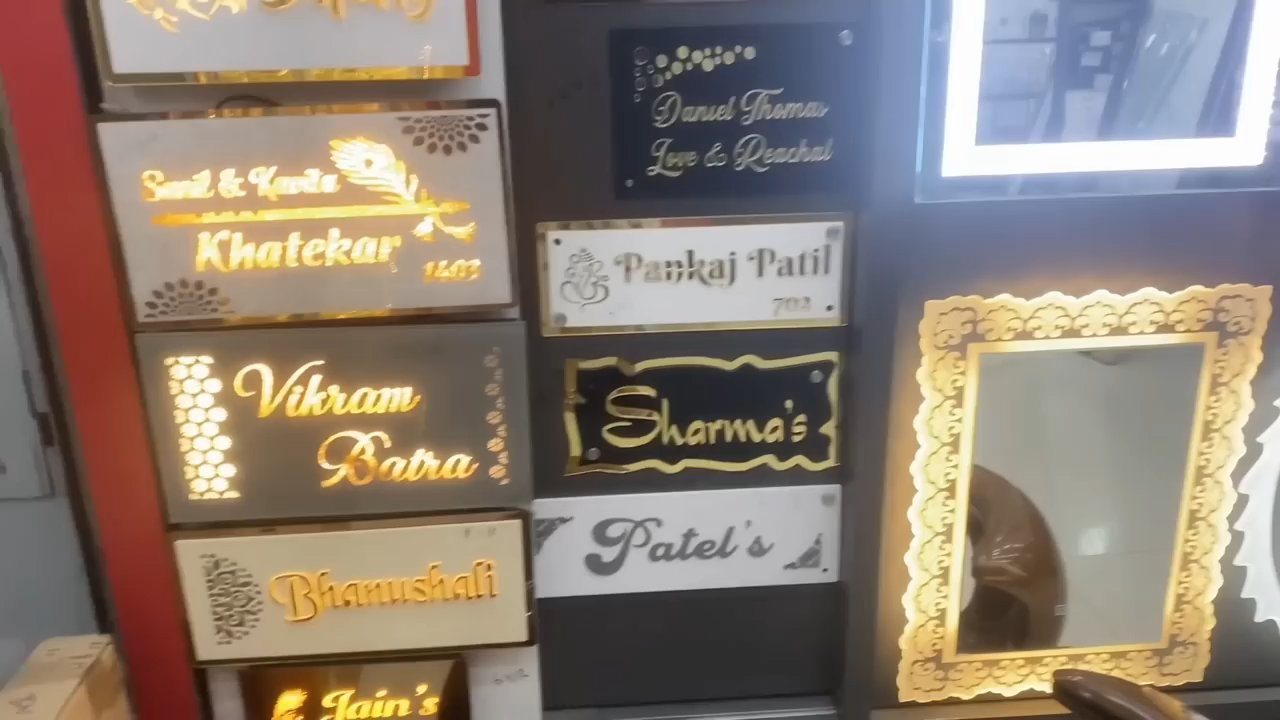 Sunil & Kavita
Khatekar
1403
Vikram
Batra
Bhanushali
Jain's
Daniel Thomas
Love & Reachal
Pankaj Patil
702
Sharma's
Patel's